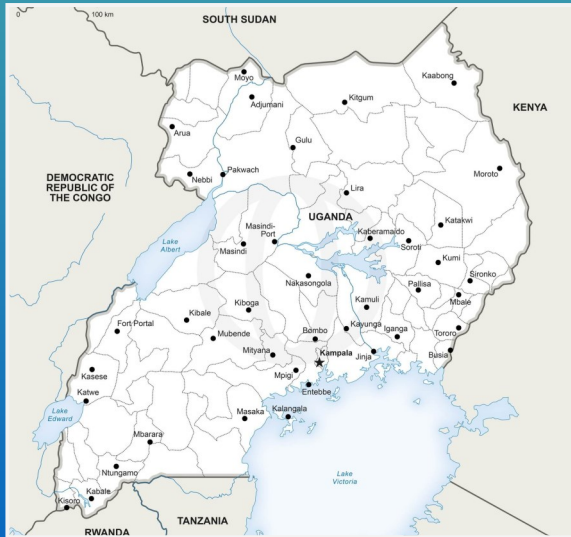 0
100 km
SOUTH SUDAN
Moyo
Kaabong
Adjumani
Kitgum
KENYA
Arua
Gulu
DEMOCRATIC
REPUBLIC OF
THE CONGO
Nebbi
Pakwach
Moroto
Lira
UGANDA
Masindi-
Port
Kaberamaido
Katakwi
Lake
Albert
Masindi
Soroti
Kumi
Sironko
Nakasongola
Pallisa
Mbale
Kiboga
Kamuli
Fort Portal
Kibale
Mubende
Bombo
Kayunga
Iganga
Tororo
Mityana
Kampala
Jinja
Busia
Kasese
Mpigi
Entebbe
Katwe
Lake
Edward
Masaka
Kalangala
Mbarara
Ntungamo
Lake
Victoria
Kabale
Kisoro
TANZANIA
RWANDA